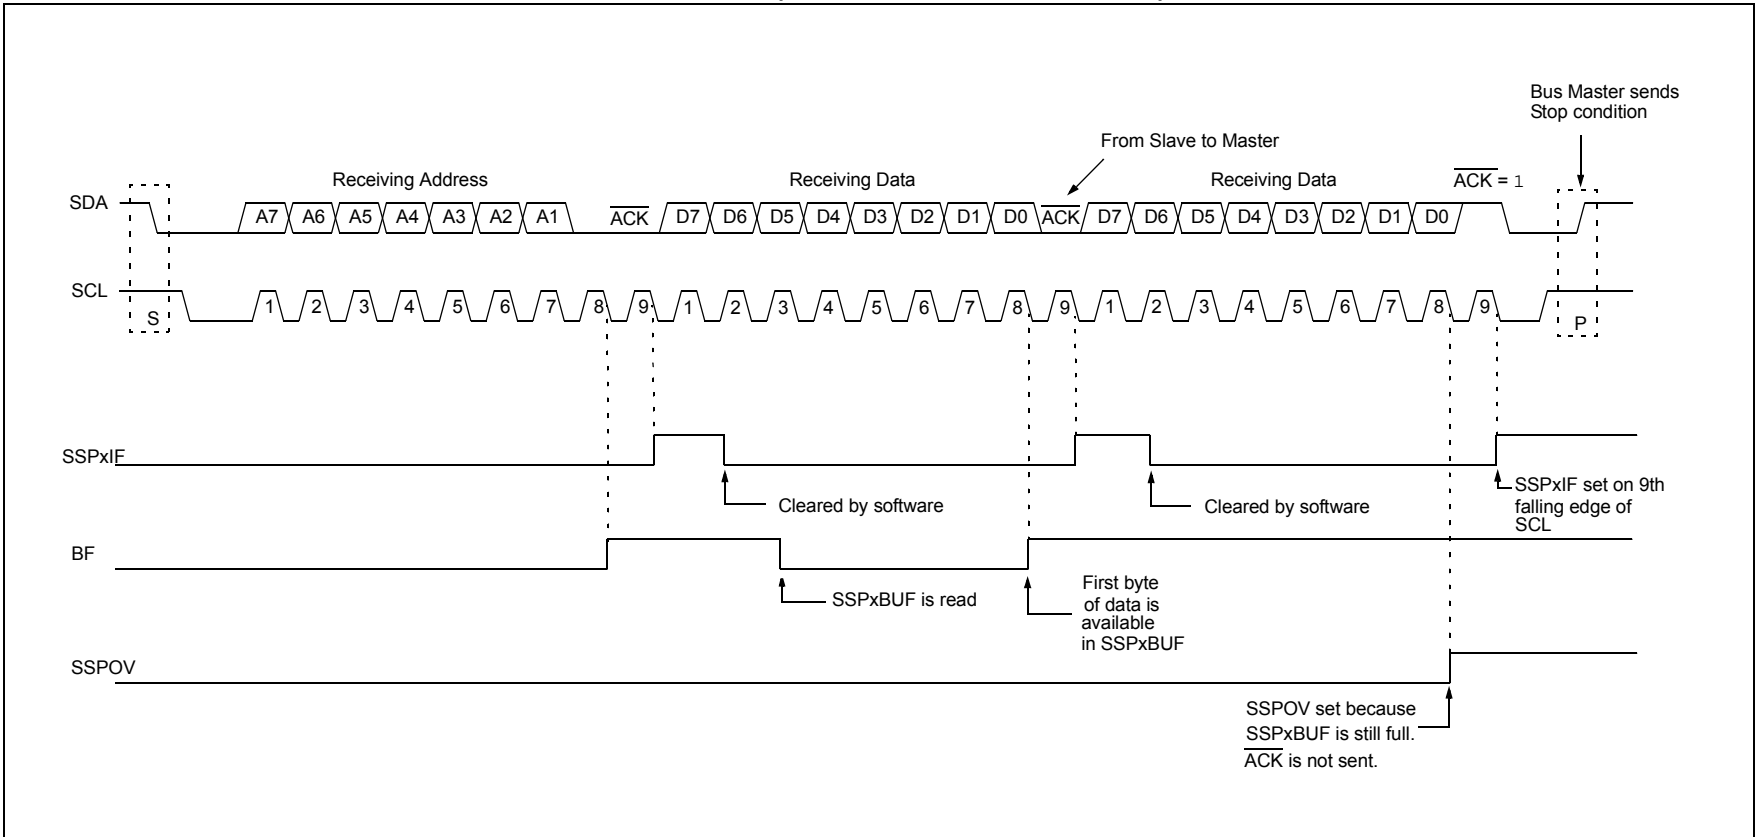 Bus Master sends
Stop condition
From Slave to Master
Receiving Address
Receiving Data
Receiving Data
ACK = 1
SDA
A7 A6 A5 A4 A3 A2 A1 ACK D7 D6 D5 D4 D3 D2 D1 D0 ACK D7 D6 D5 D4 D3 D2 D1 D0
SCL
S
1 2 3 4 5 6 7 8 9 1 2 3 4 5 6 7 8 9 1 2 3 4 5 6 7 8 9
P
SSPxIF
Cleared by software
Cleared by software
SSPxIF set on 9th
falling edge of
SCL
BF
SSPxBUF is read
First byte
of data is
available
in SSPxBUF
SSPOV
SSPOV set because
SSPxBUF is still full.
ACK is not sent.